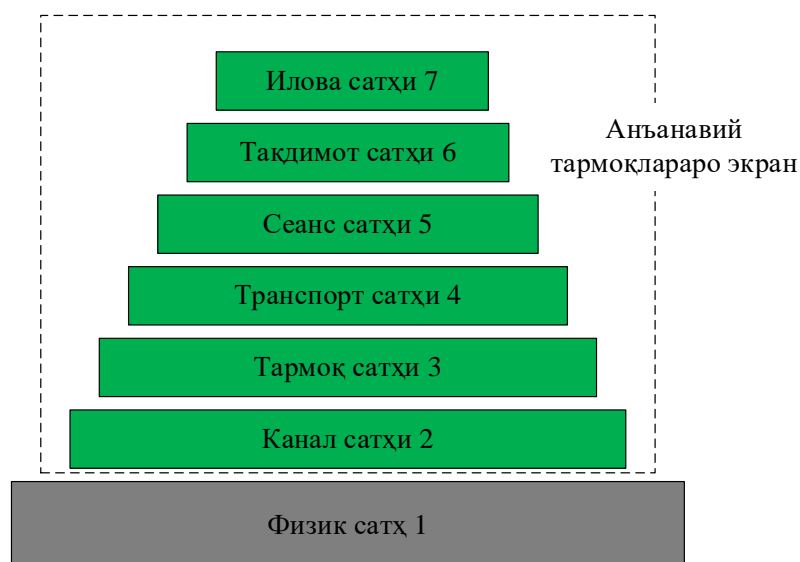 Илова сатҳи 7
Тақдимот сатҳи 6
Анъанавий
тармоқлараро экран
Сеанс сатҳи 5
Транспорт сатҳи 4
Тармоқ сатҳи 3
Канал сатҳи 2
Физик сатҳ 1